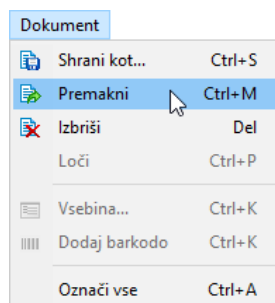 Dokument
Shrani kot... Ctrl+S
Premakni Ctrl+M
Izbriši Del
Loči Ctrl+P
Vsebina... Ctrl+K
Dodaj barkodo Ctrl+K
Označi vse Ctrl+A